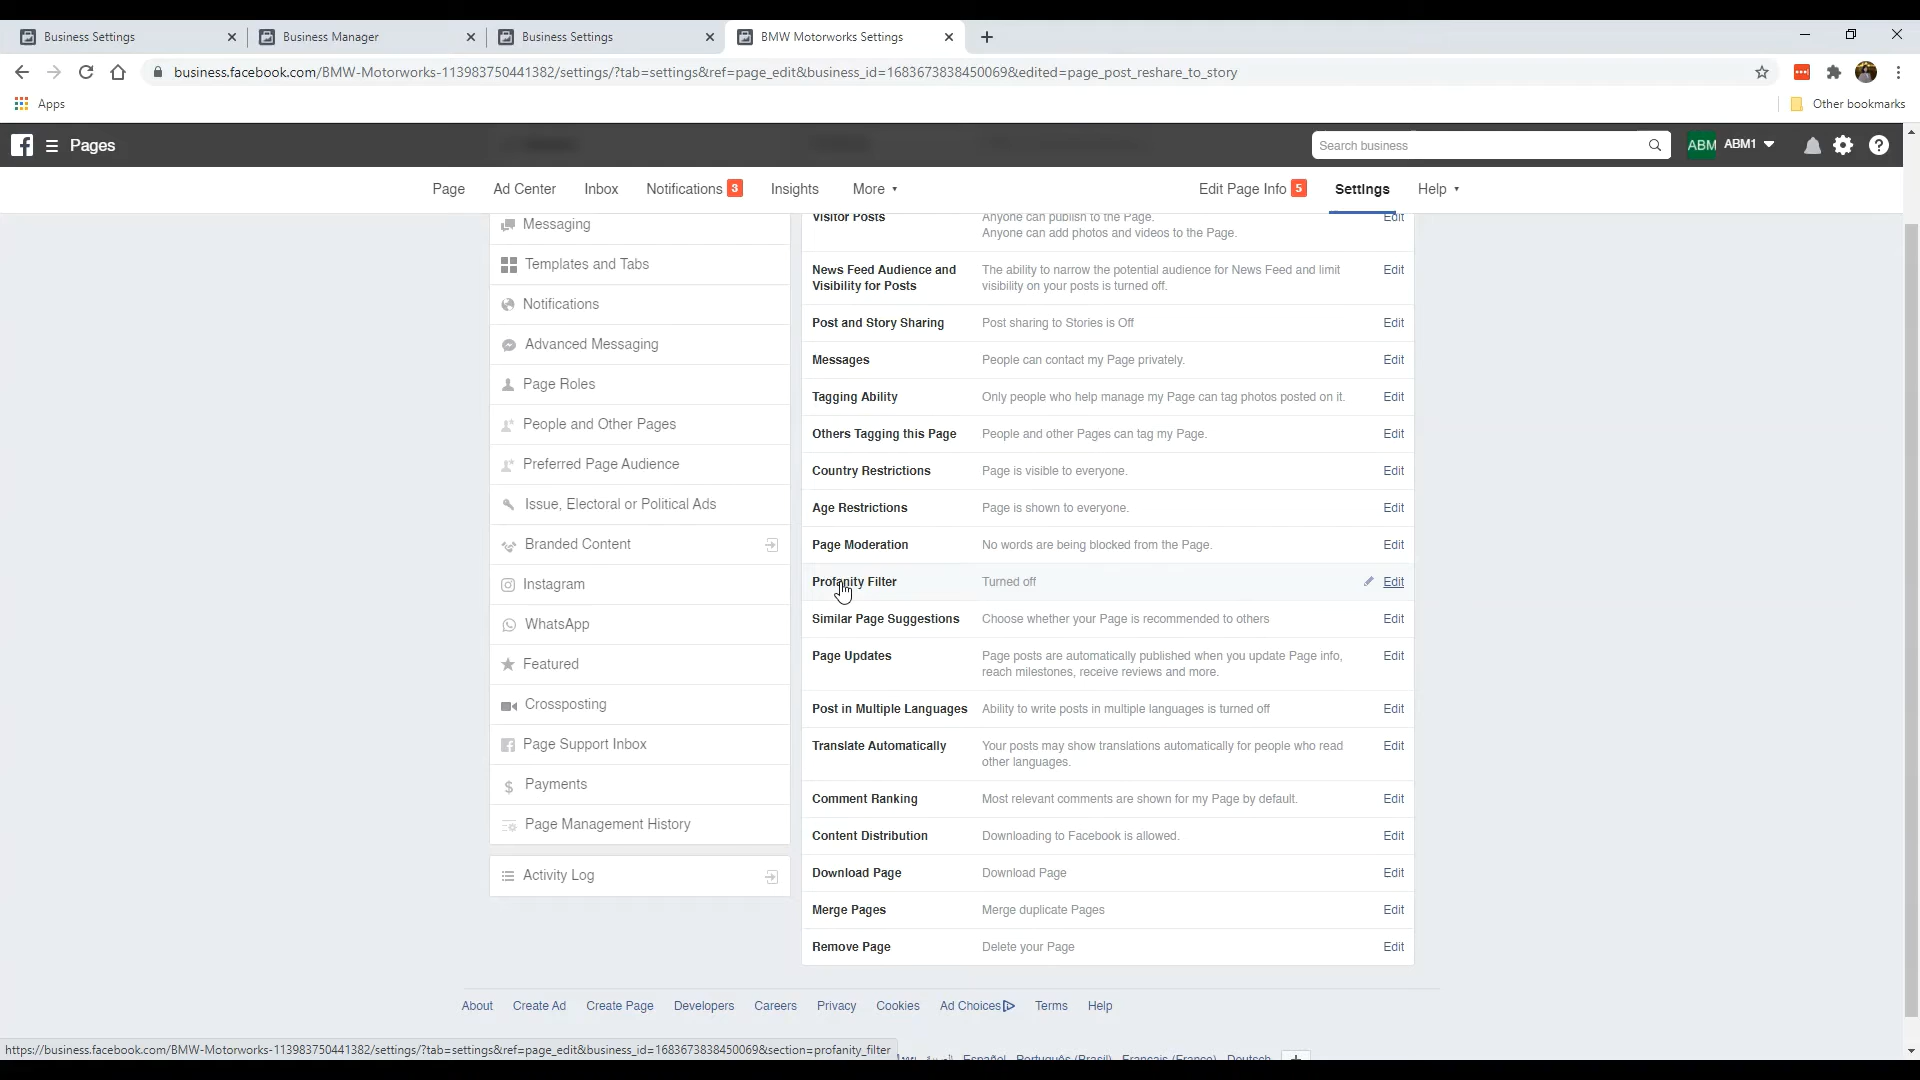 Business Settings
Business Manager
Business Settings
BMW Motorworks Settings
business.facebook.com/BMW-Motorworks-113983750441382/settings/?tab=settings&ref=page_edit&business_id=1683673838450069&edited=page_post_reshare_to_story
Apps
Other bookmarks
Pages
Search business
ABM ABM1
Page
Ad Center
Inbox
Notifications 3
Insights
More
Edit Page Info 5
Settings
Help
Messaging
Templates and Tabs
Notifications
Advanced Messaging
Page Roles
People and Other Pages
Preferred Page Audience
Issue, Electoral or Political Ads
Branded Content
Instagram
WhatsApp
Featured
Crossposting
Page Support Inbox
$ Payments
Page Management History
Activity Log
Visitor Posts Anyone can publish to the Page. Edit
Anyone can add photos and videos to the Page.
News Feed Audience and The ability to narrow the potential audience for News Feed and limit Edit
Visibility for Posts visibility on your posts is turned off.
Post and Story Sharing Post sharing to Stories is Off Edit
Messages People can contact my Page privately. Edit
Tagging Ability Only people who help manage my Page can tag photos posted on it. Edit
Others Tagging this Page People and other Pages can tag my Page. Edit
Country Restrictions Page is visible to everyone. Edit
Age Restrictions Page is shown to everyone. Edit
Page Moderation No words are being blocked from the Page. Edit
Profanity Filter Turned off Edit
Similar Page Suggestions Choose whether your Page is recommended to others Edit
Page Updates Page posts are automatically published when you update Page info, Edit
reach milestones, receive reviews and more.
Post in Multiple Languages Ability to write posts in multiple languages is turned off Edit
Translate Automatically Your posts may show translations automatically for people who read Edit
other languages.
Comment Ranking Most relevant comments are shown for my Page by default. Edit
Content Distribution Downloading to Facebook is allowed. Edit
Download Page Download Page Edit
Merge Pages Merge duplicate Pages Edit
Remove Page Delete your Page Edit
About Create Ad Create Page Developers Careers Privacy Cookies Ad Choices Terms Help
https://business.facebook.com/BMW-Motorworks-113983750441382/settings/?tab=settings&ref=page_edit&business_id=1683673838450069&section=profanity_filter
Español Português (Brasil) Français (France) Deutsch